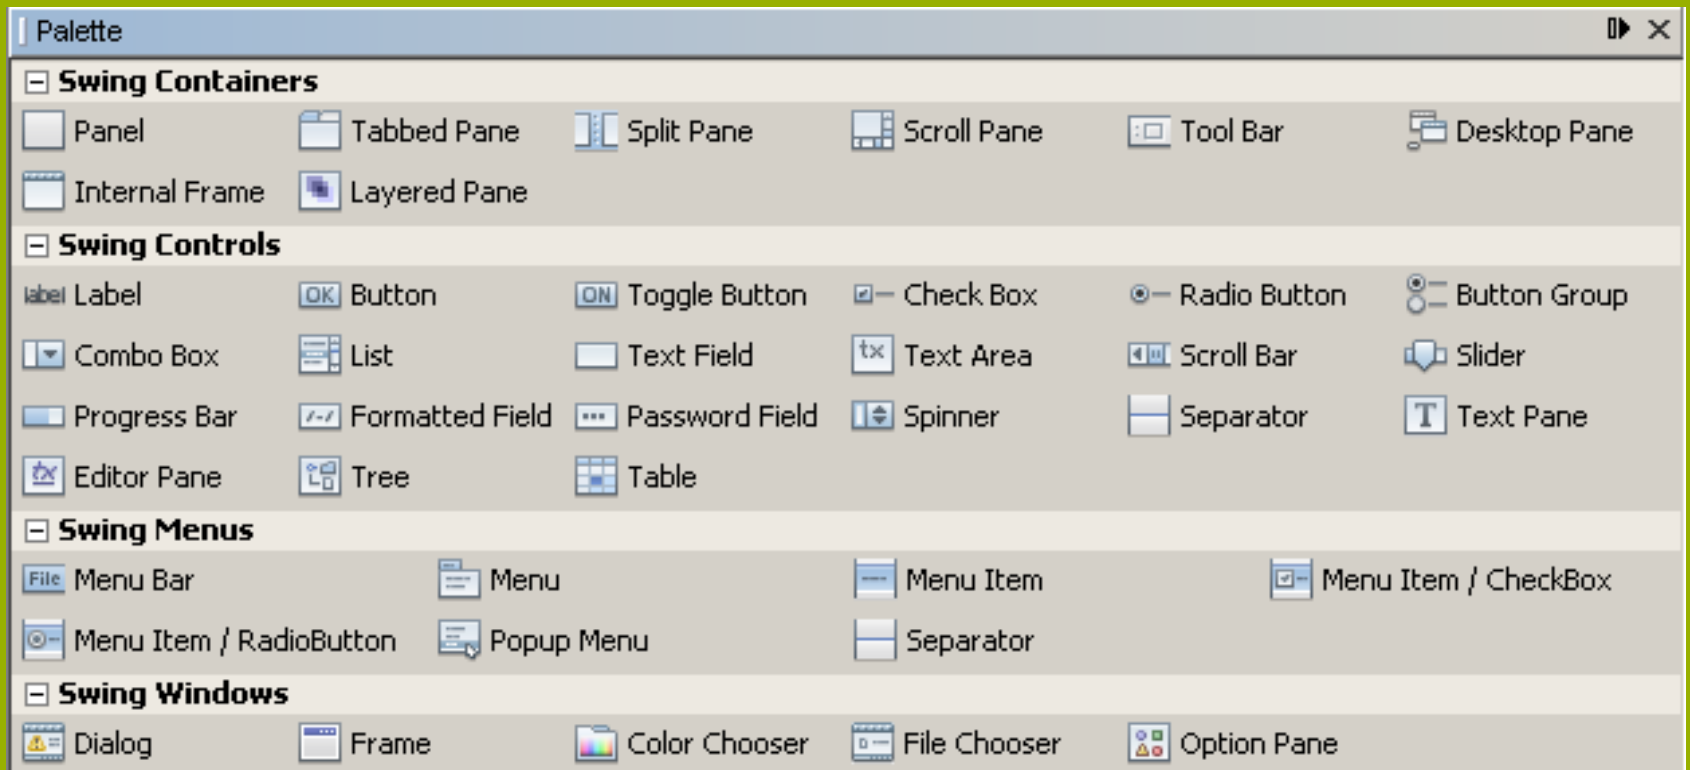 Palette
Swing Containers
Panel Tabbed Pane Split Pane Scroll Pane Tool Bar Desktop Pane
Internal Frame Layered Pane
Swing Controls
label Label OK Button ON Toggle Button Check Box Radio Button Button Group
Combo Box List Text Field tx Text Area Scroll Bar Slider
Progress Bar Formatted Field Password Field Spinner Separator T Text Pane
tx Editor Pane Tree Table
Swing Menus
File Menu Bar Menu Menu Item Menu Item / CheckBox
Menu Item / RadioButton Popup Menu Separator
Swing Windows
Dialog Frame Color Chooser File Chooser Option Pane